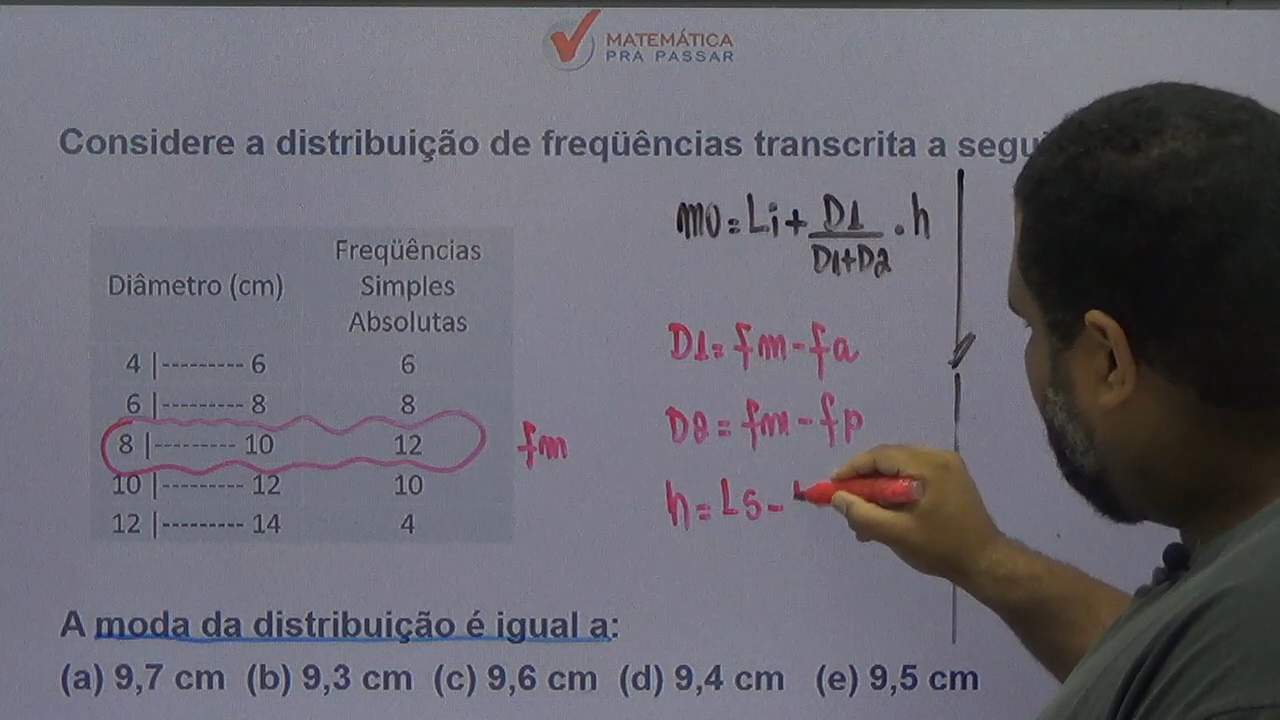 MATEMÁTICA
PRA PASSAR
Considere a distribuição de freqüências transcrita a
Diâmetro (cm) Freqüências Simples Absolutas
4 |--------- 6 6
6 |--------- 8 8
8 |--------- 10 12
10 |--------- 12 10
12 |--------- 14 4
fm
mo = Li + D1/D1+D2 . h
D1 = fm - fa
D2 = fm - fp
h = Ls -
A moda da distribuição é igual a:
(a) 9,7 cm (b) 9,3 cm (c) 9,6 cm (d) 9,4 cm (e) 9,5 cm